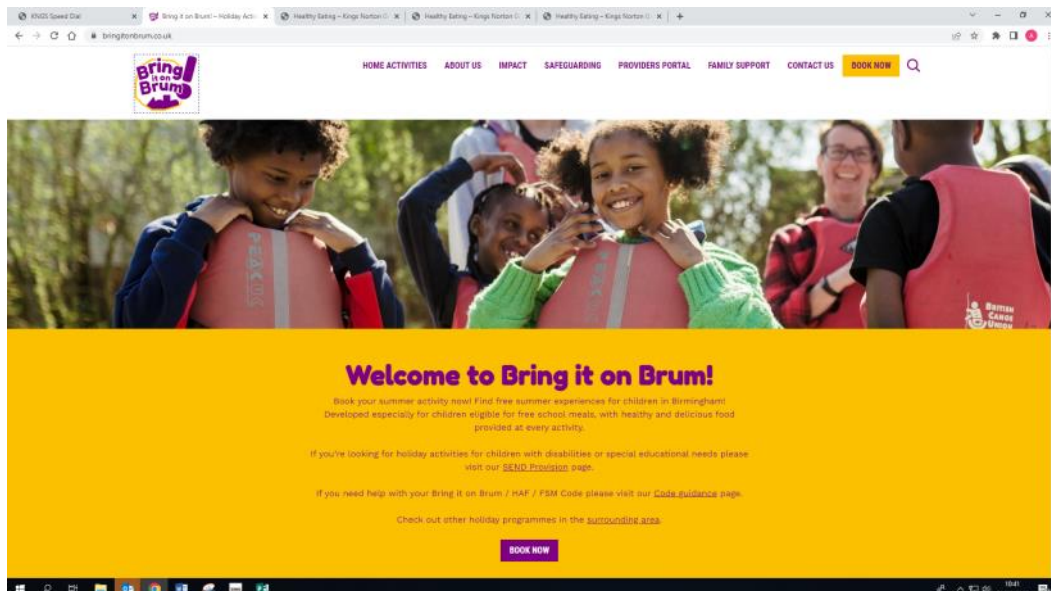 KNGS Speed Dial
Bring it on Brum! – Holiday Activ
Healthy Eating – Kings Norton G
Healthy Eating – Kings Norton G
Healthy Eating – Kings Norton G
bringitonbrum.co.uk
Bring
it on
Brum!
HOME ACTIVITIES ABOUT US IMPACT SAFEGUARDING PROVIDERS PORTAL FAMILY SUPPORT CONTACT US BOOK NOW
PEAK UK
PEAK UK
BRITISH
CANOE
UNION
Welcome to Bring it on Brum!
Book your summer activity now! Find free summer experiences for children in Birmingham!
Developed especially for children eligible for free school meals, with healthy and delicious food
provided at every activity.
If you're looking for holiday activities for children with disabilities or special educational needs please
visit our SEND Provision page.
If you need help with your Bring it on Brum / HAF / FSM Code please visit our Code guidance page.
Check out other holiday programmes in the surrounding area.
BOOK NOW
10:41